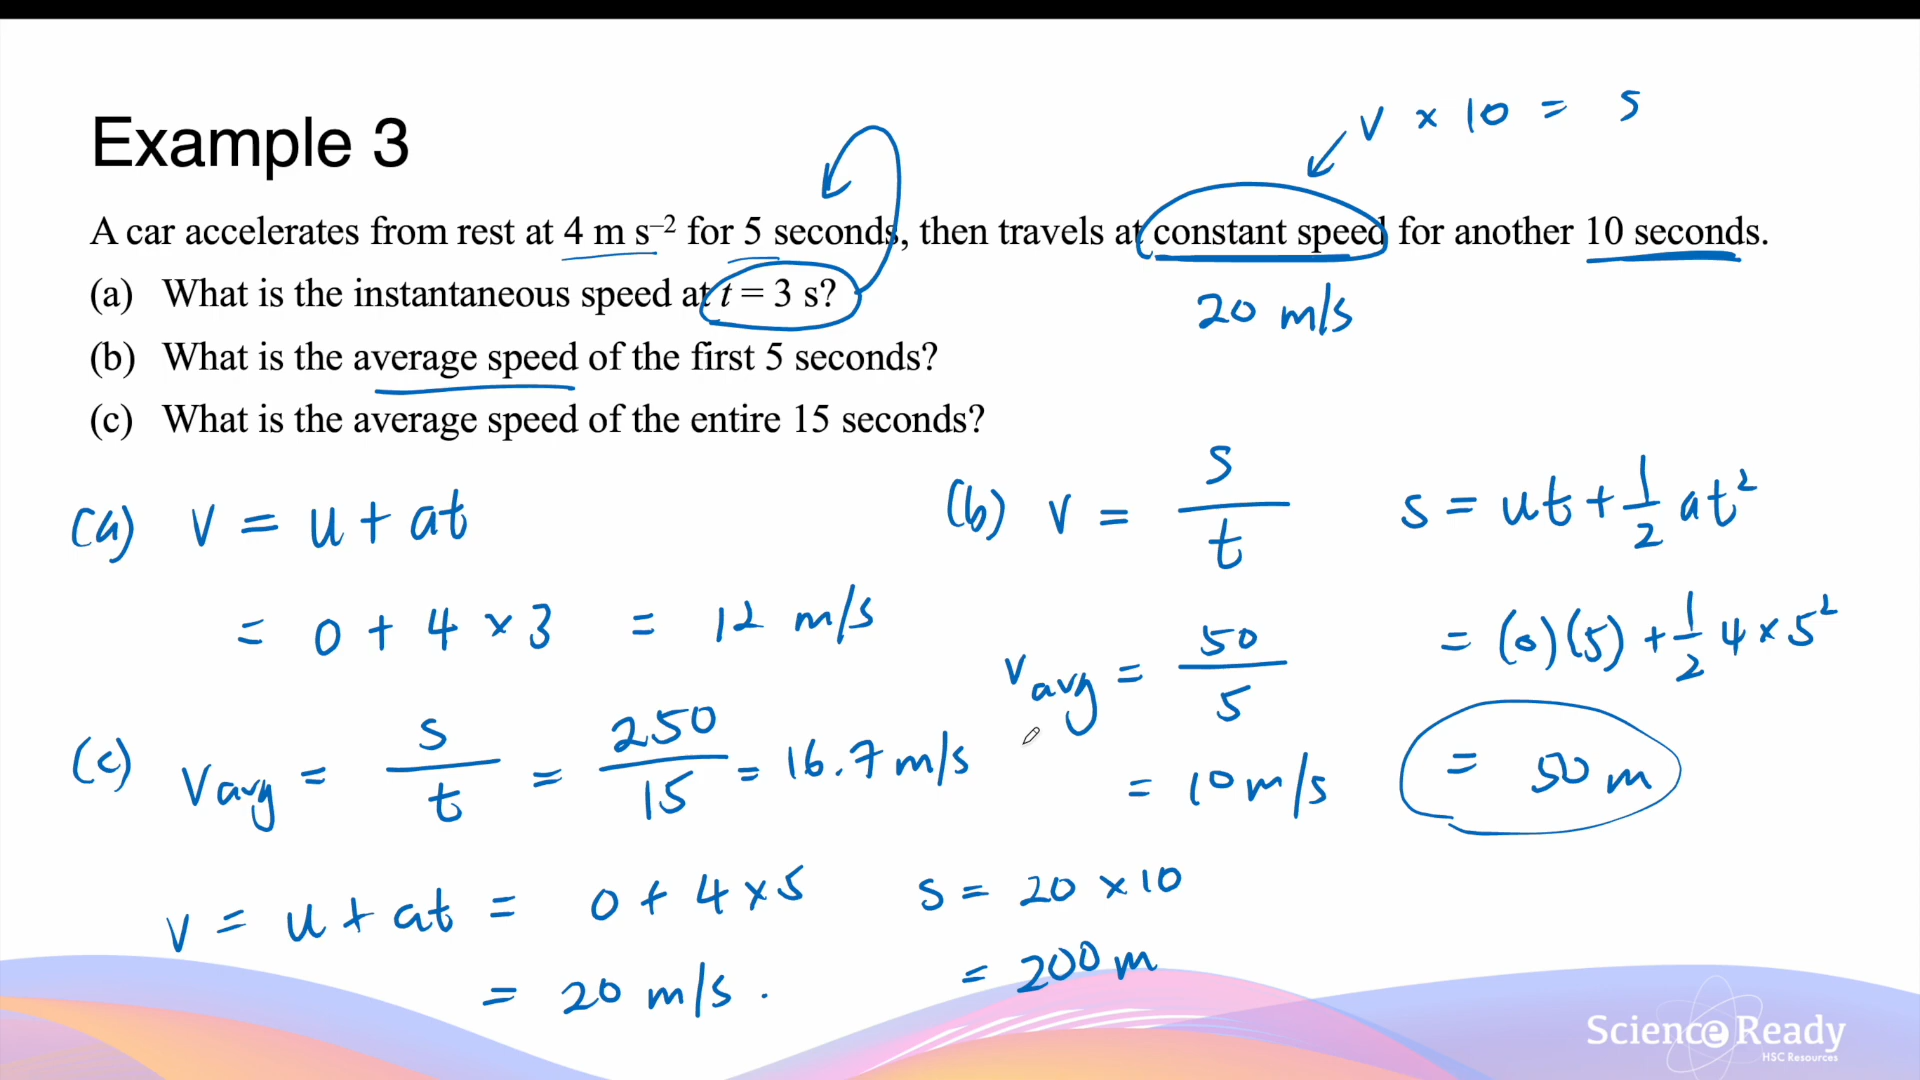 v × 10 = s
Example 3
A car accelerates from rest at 4 m s⁻² for 5 seconds, then travels at constant speed for another 10 seconds.
(a) What is the instantaneous speed at t = 3 s?
20 m/s
(b) What is the average speed of the first 5 seconds?
(c) What is the average speed of the entire 15 seconds?
(a) v = u + at
= 0 + 4 × 3 = 12 m/s
(b) v = s/t
s = ut + 1/2 at²
= (0)(5) + 1/2 4 × 5²
= 50 m
v avg = 50/5
= 10 m/s
(c) v avg = s/t = 250/15 = 16.7 m/s
v = u + at = 0 + 4 × 5
= 20 m/s.
s = 20 × 10
= 200 m
Science Ready
HSC Resources